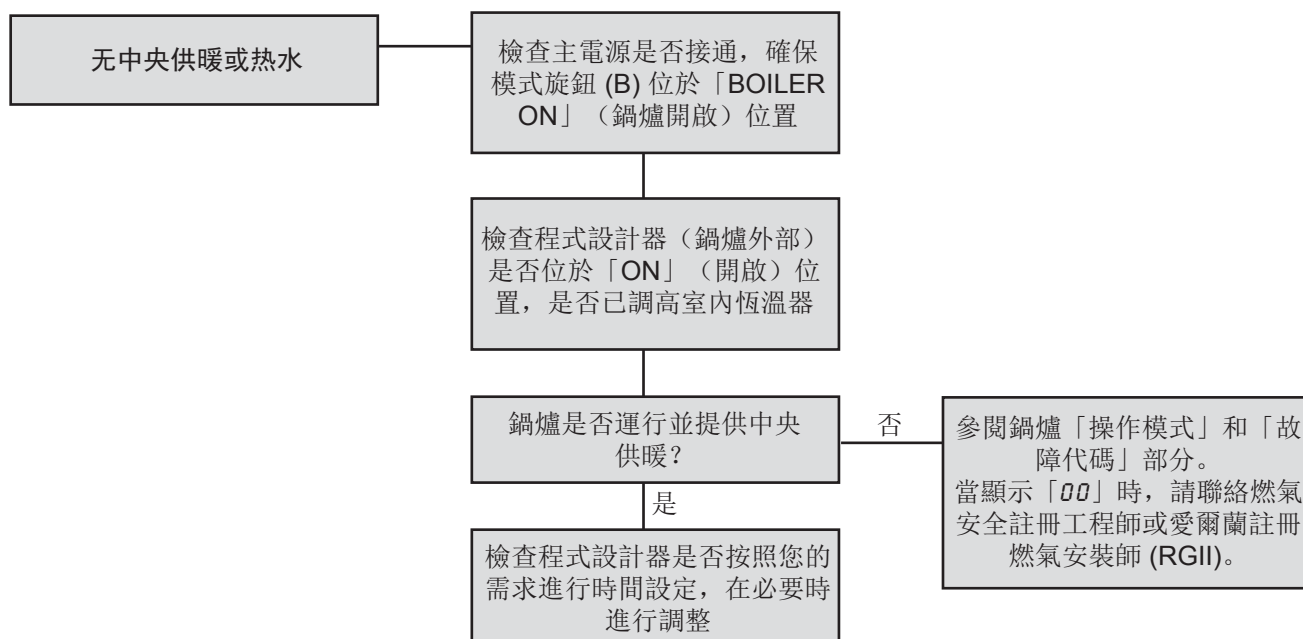 无中央供暖或热水
檢查主電源是否接通，確保
模式旋鈕 (B) 位於「BOILER
ON」（鍋爐開啟）位置
檢查程式設計器（鍋爐外部）
是否位於「ON」（開啟）位
置，是否已調高室內恆溫器
鍋爐是否運行並提供中央
供暖？
否
參閱鍋爐「操作模式」和「故
障代碼」部分。
當顯示「00」時，請聯絡燃氣
安全註冊工程師或愛爾蘭註冊
燃氣安裝師 (RGII)。
是
檢查程式設計器是否按照您的
需求進行時間設定，在必要時
進行調整